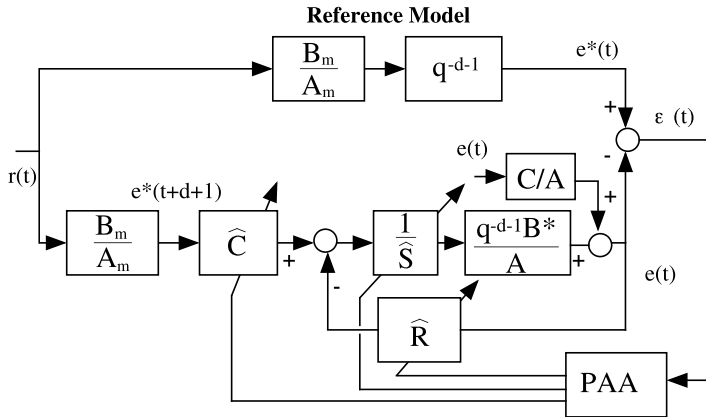 Reference Model
B_m
A_m
q^-d-1
e*(t)
+
-
ε (t)
r(t)
e*(t+d+1)
e(t)
C/A
+
B_m
A_m
Ĉ
+
-
1
Ŝ
q^-d-1B*
A
+
e(t)
R̂
PAA